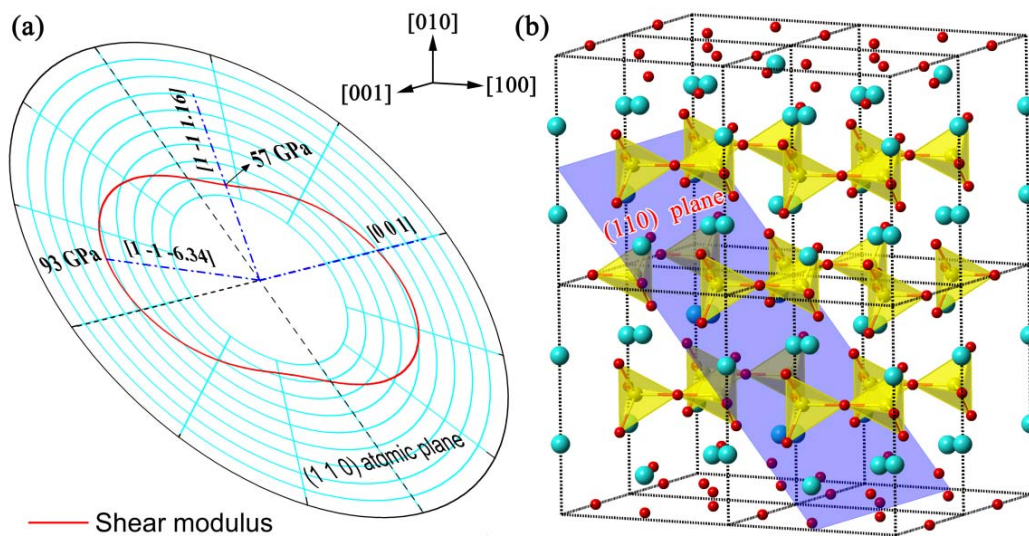 (a)
[010]
[001]
[100]
[1 -1 1.16]
57 GPa
[0 0 1]
93 GPa
[1 -1 -6.34]
(1 1 0) atomic plane
Shear modulus
(b)
(110) plane